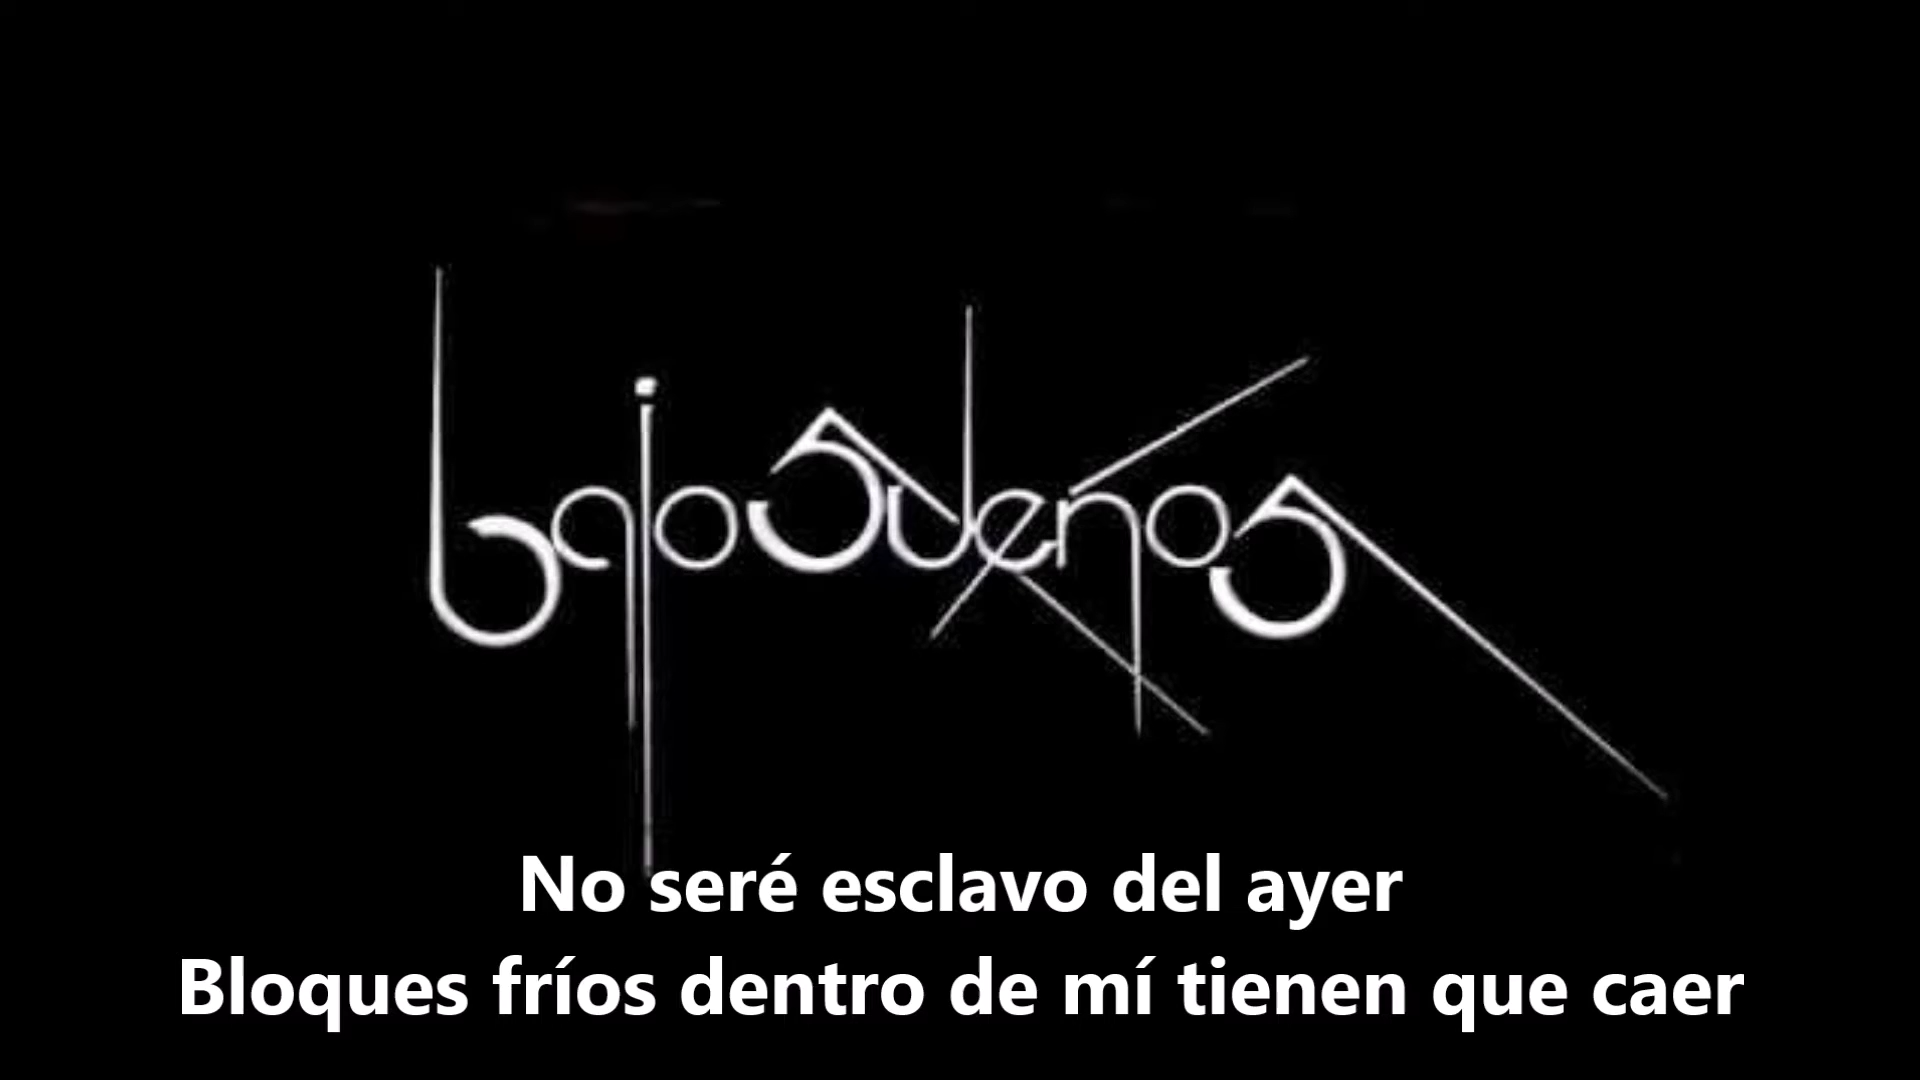 bajosueños
No seré esclavo del ayer
Bloques fríos dentro de mí tienen que caer